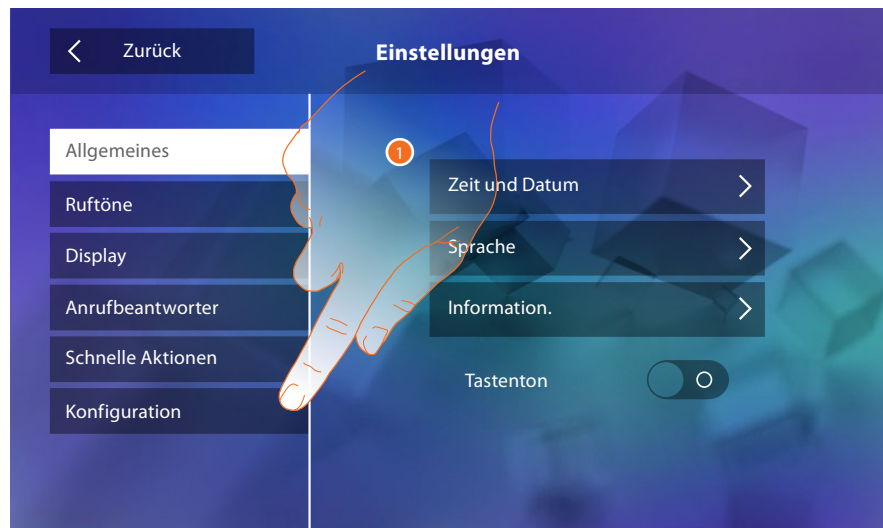 Zurück
Einstellungen
Allgemeines
Ruftöne
Display
Anrufbeantworter
Schnelle Aktionen
Konfiguration
1
Zeit und Datum
Sprache
Information.
Tastenton